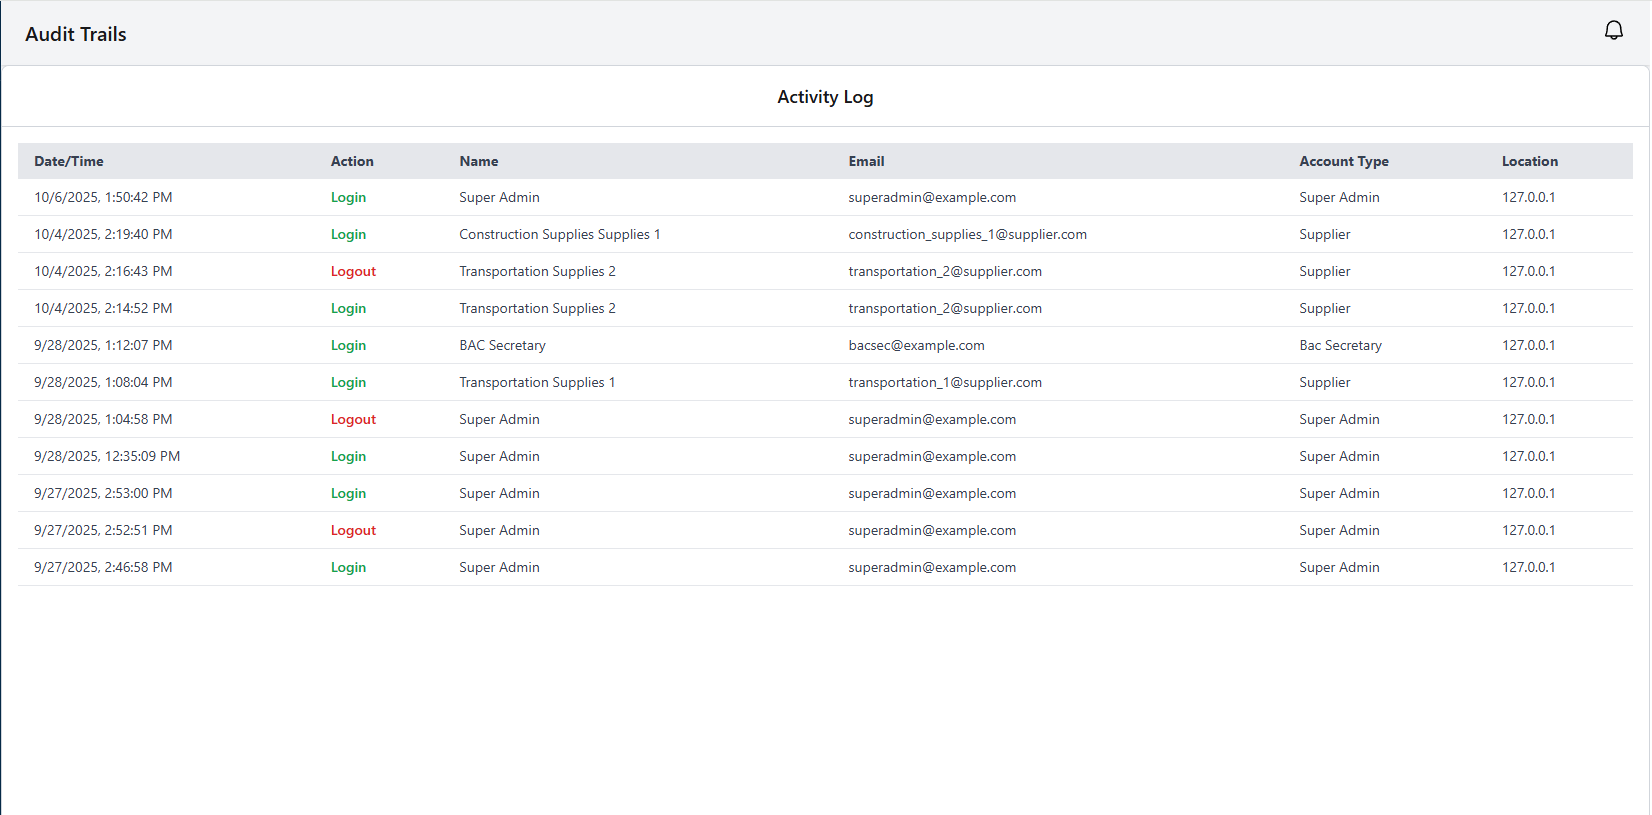 Audit Trails
Activity Log
Date/Time Action Name Email Account Type Location
10/6/2025, 1:50:42 PM Login Super Admin superadmin@example.com Super Admin 127.0.0.1
10/4/2025, 2:19:40 PM Login Construction Supplies Supplies 1 construction_supplies_1@supplier.com Supplier 127.0.0.1
10/4/2025, 2:16:43 PM Logout Transportation Supplies 2 transportation_2@supplier.com Supplier 127.0.0.1
10/4/2025, 2:14:52 PM Login Transportation Supplies 2 transportation_2@supplier.com Supplier 127.0.0.1
9/28/2025, 1:12:07 PM Login BAC Secretary bacsec@example.com Bac Secretary 127.0.0.1
9/28/2025, 1:08:04 PM Login Transportation Supplies 1 transportation_1@supplier.com Supplier 127.0.0.1
9/28/2025, 1:04:58 PM Logout Super Admin superadmin@example.com Super Admin 127.0.0.1
9/28/2025, 12:35:09 PM Login Super Admin superadmin@example.com Super Admin 127.0.0.1
9/27/2025, 2:53:00 PM Login Super Admin superadmin@example.com Super Admin 127.0.0.1
9/27/2025, 2:52:51 PM Logout Super Admin superadmin@example.com Super Admin 127.0.0.1
9/27/2025, 2:46:58 PM Login Super Admin superadmin@example.com Super Admin 127.0.0.1